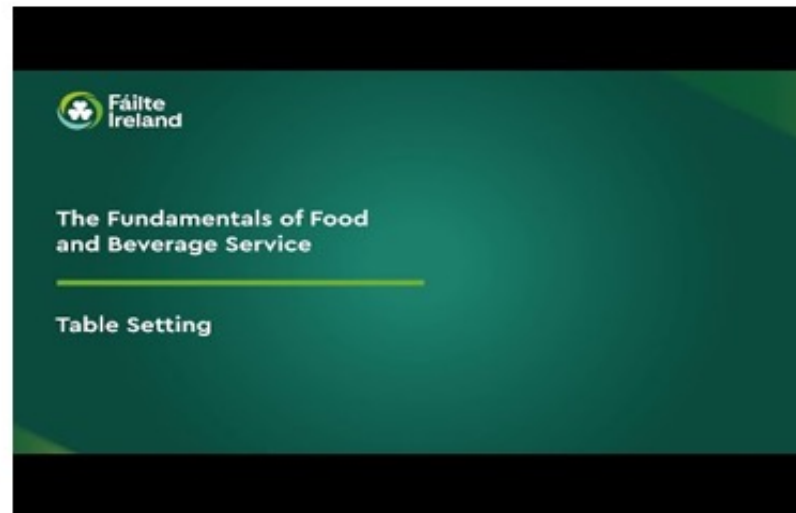 Fáilte
Ireland
The Fundamentals of Food
and Beverage Service
Table Setting